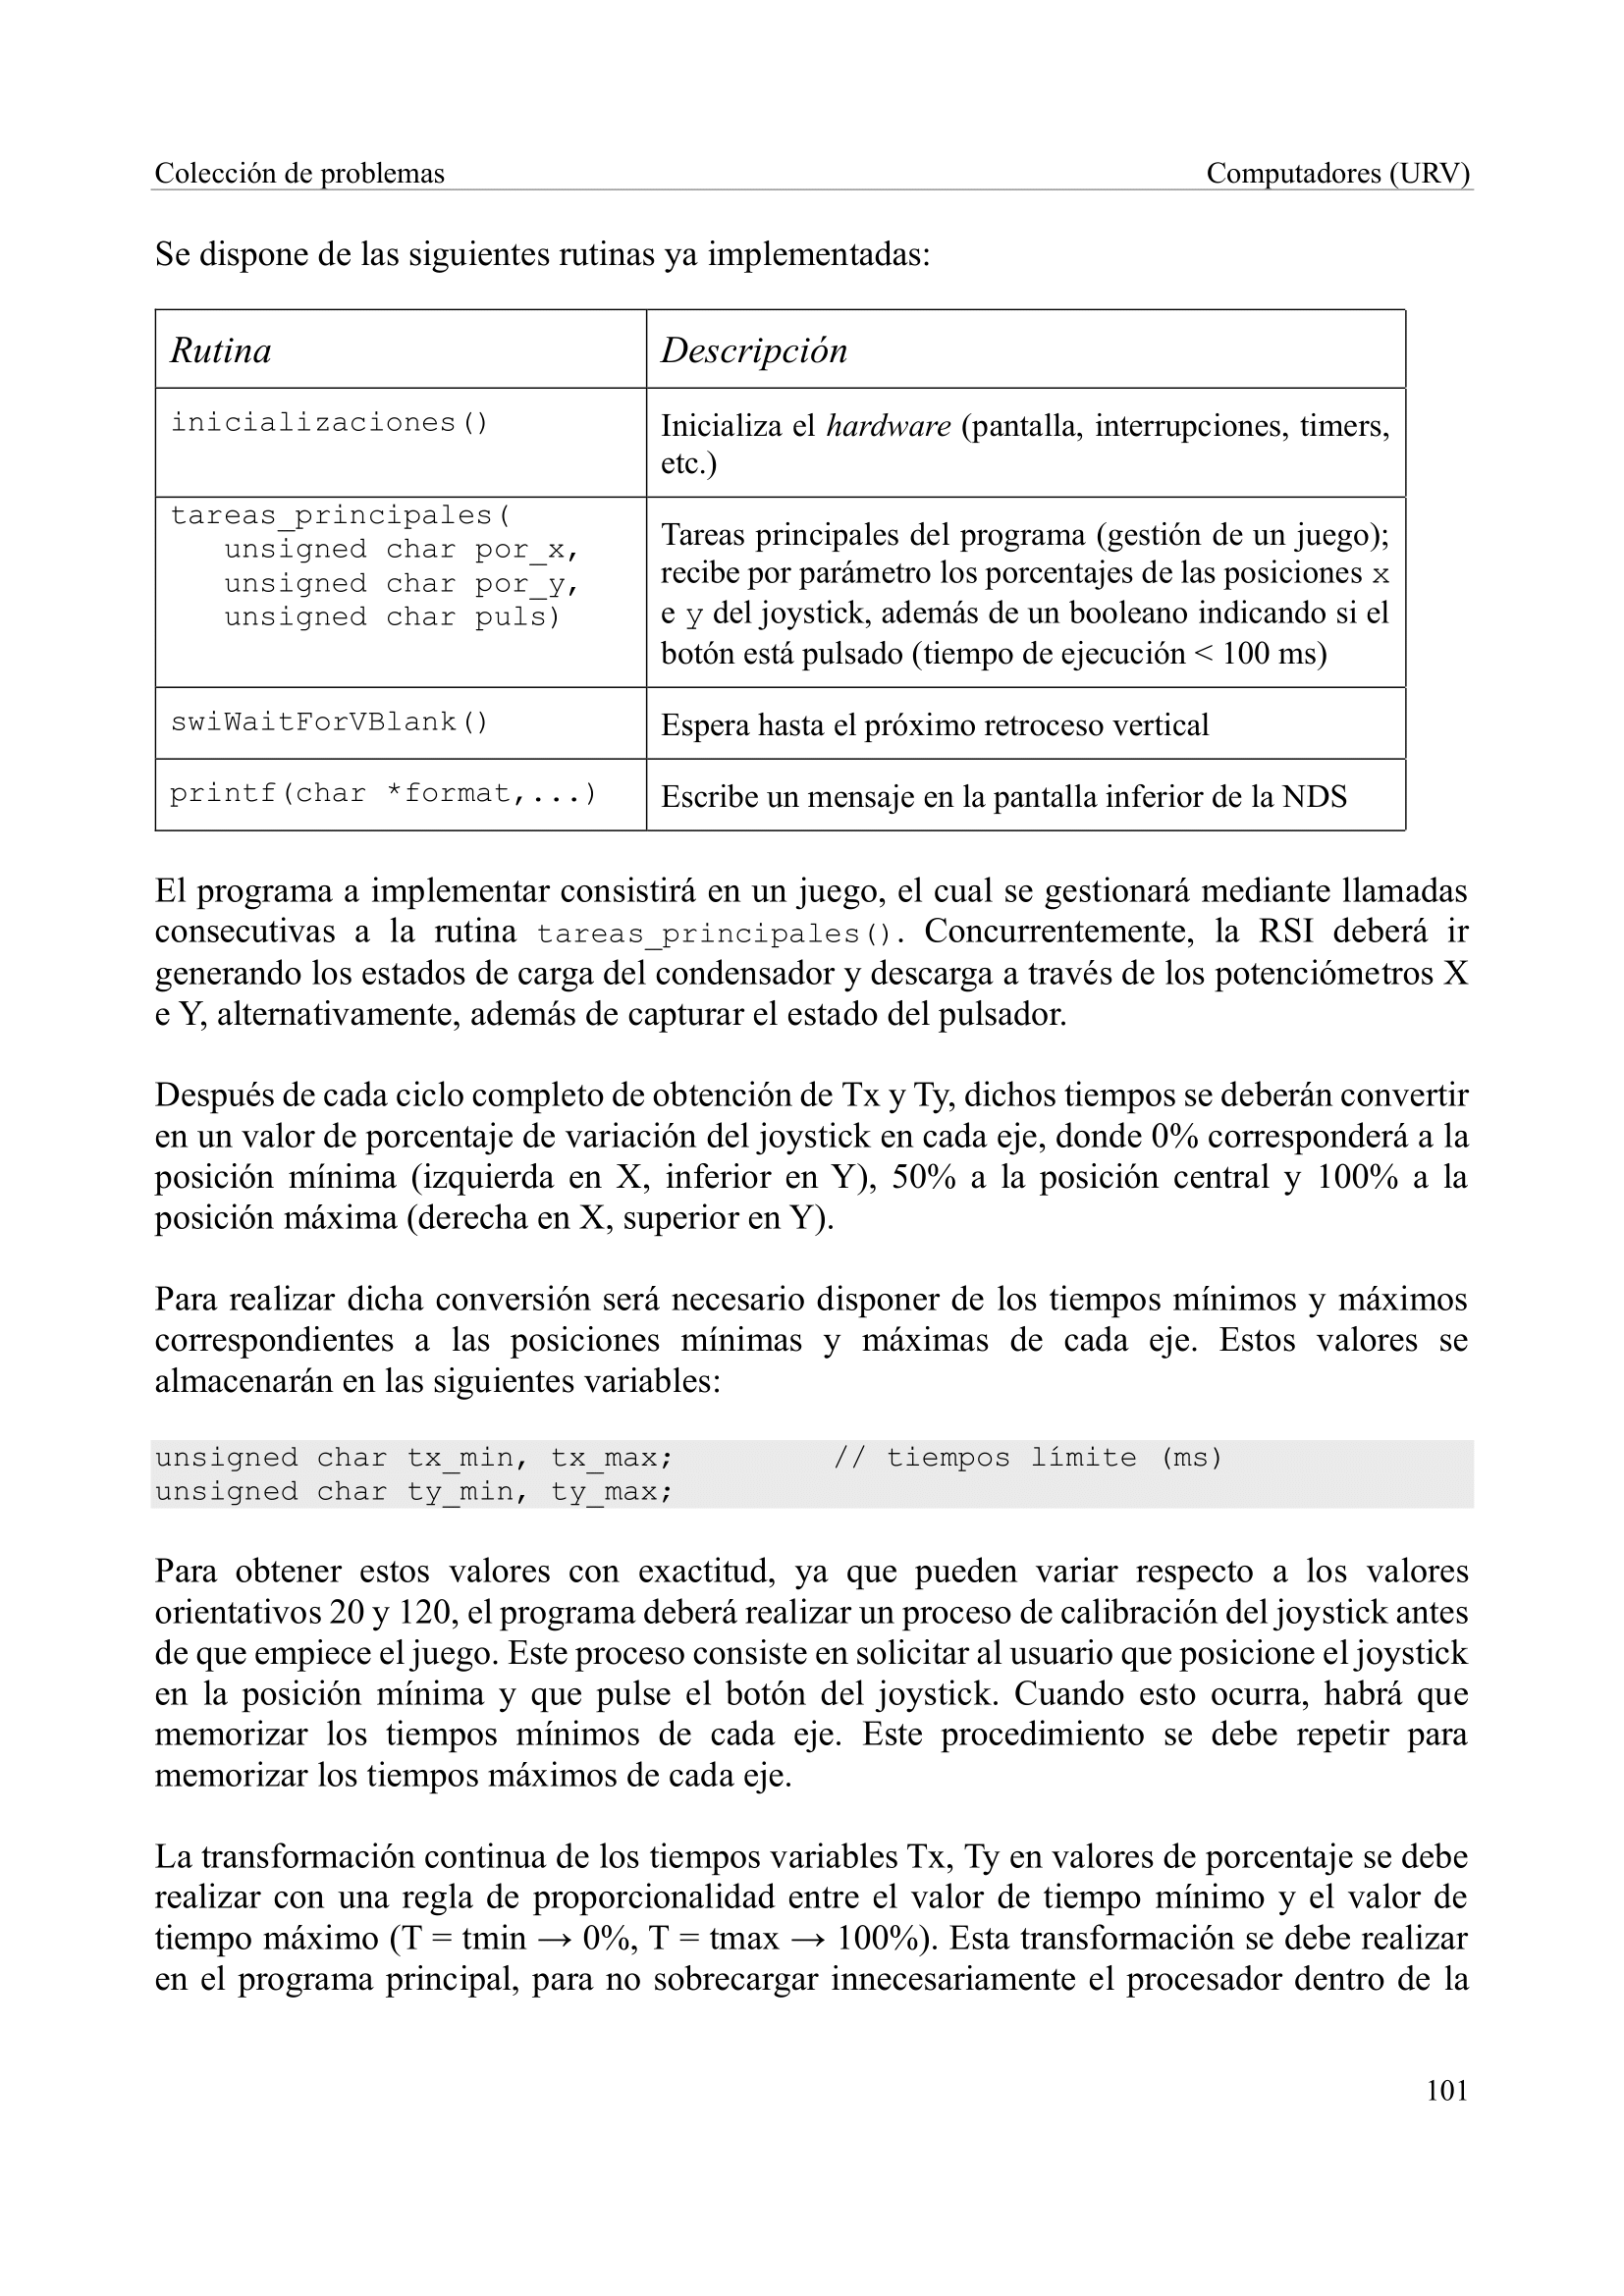 Colección de problemas
Computadores (URV)
Se dispone de las siguientes rutinas ya implementadas:
Rutina
Descripción
inicializaciones()
Inicializa el hardware (pantalla, interrupciones, timers,
etc.)
tareas_principales(
unsigned char por_x,
unsigned char por_y,
unsigned char puls)
Tareas principales del programa (gestión de un juego);
recibe por parámetro los porcentajes de las posiciones x
e y del joystick, además de un booleano indicando si el
botón está pulsado (tiempo de ejecución < 100 ms)
swiWaitForVBlank()
Espera hasta el próximo retroceso vertical
printf(char *format,...)
Escribe un mensaje en la pantalla inferior de la NDS
El programa a implementar consistirá en un juego, el cual se gestionará mediante llamadas
consecutivas a la rutina tareas_principales(). Concurrentemente, la RSI deberá ir
generando los estados de carga del condensador y descarga a través de los potenciómetros X
e Y, alternativamente, además de capturar el estado del pulsador.
Después de cada ciclo completo de obtención de Tx y Ty, dichos tiempos se deberán convertir
en un valor de porcentaje de variación del joystick en cada eje, donde 0% corresponderá a la
posición mínima (izquierda en X, inferior en Y), 50% a la posición central y 100% a la
posición máxima (derecha en X, superior en Y).
Para realizar dicha conversión será necesario disponer de los tiempos mínimos y máximos
correspondientes a las posiciones mínimas y máximas de cada eje. Estos valores se
almacenarán en las siguientes variables:
unsigned char tx_min, tx_max;         // tiempos límite (ms)
unsigned char ty_min, ty_max;
Para obtener estos valores con exactitud, ya que pueden variar respecto a los valores
orientativos 20 y 120, el programa deberá realizar un proceso de calibración del joystick antes
de que empiece el juego. Este proceso consiste en solicitar al usuario que posicione el joystick
en la posición mínima y que pulse el botón del joystick. Cuando esto ocurra, habrá que
memorizar los tiempos mínimos de cada eje. Este procedimiento se debe repetir para
memorizar los tiempos máximos de cada eje.
La transformación continua de los tiempos variables Tx, Ty en valores de porcentaje se debe
realizar con una regla de proporcionalidad entre el valor de tiempo mínimo y el valor de
tiempo máximo (T = tmin → 0%, T = tmax → 100%). Esta transformación se debe realizar
en el programa principal, para no sobrecargar innecesariamente el procesador dentro de la
101